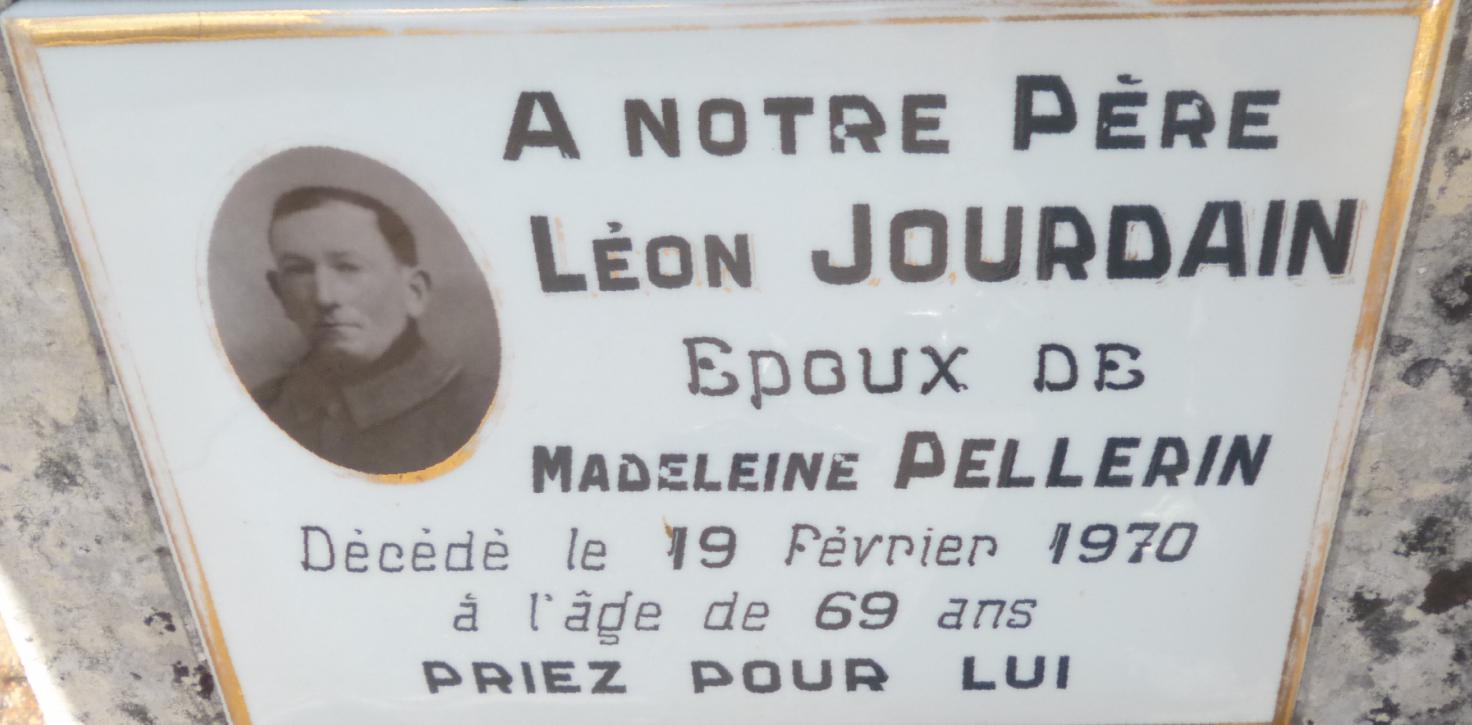 A NOTRE PÈRE
LÉON JOURDAIN
EPOUX DE
MADELEINE PELLERIN
Décédé le 19 Février 1970
à l'âge de 69 ans
PRIEZ POUR LUI